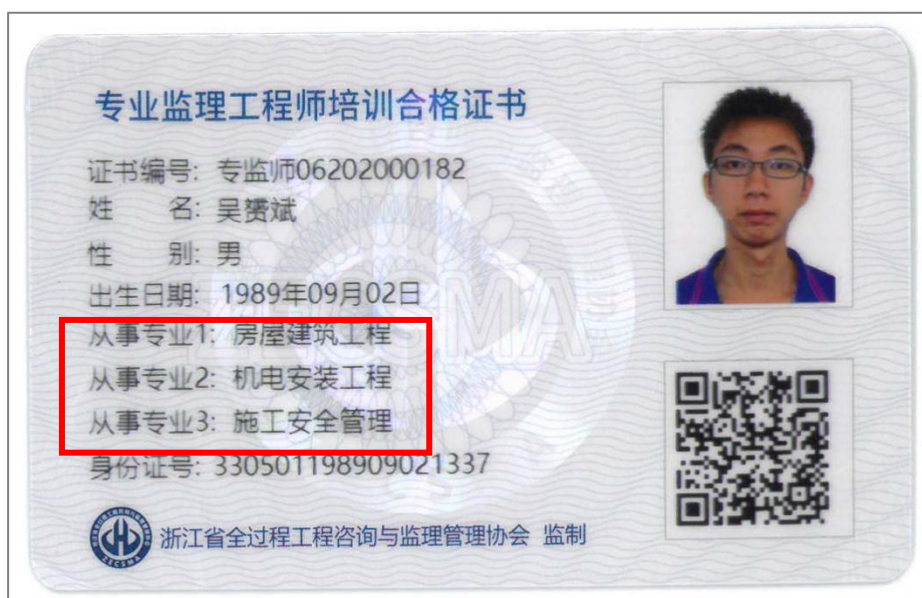 专业监理工程师培训合格证书
证书编号: 专监师06202000182
姓 名: 吴赟斌
性 别: 男
出生日期: 1989年09月02日
从事专业1: 房屋建筑工程
从事专业2: 机电安装工程
从事专业3: 施工安全管理
身份证号: 330501198909021337
浙江省全过程工程咨询与监理管理协会 监制
ZECSMA